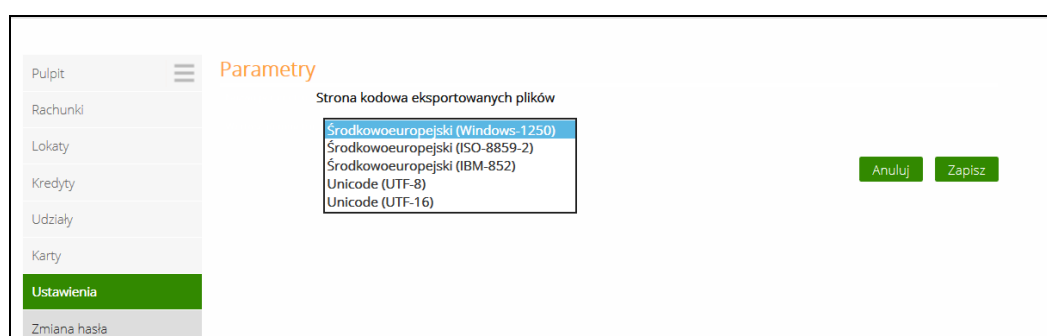 Pulpit
Rachunki
Lokaty
Kredyty
Udziały
Karty
Ustawienia
Zmiana hasła
Parametry
Strona kodowa eksportowanych plików
Środkowoeuropejski (Windows-1250)
Środkowoeuropejski (ISO-8859-2)
Środkowoeuropejski (IBM-852)
Unicode (UTF-8)
Unicode (UTF-16)
Anuluj
Zapisz